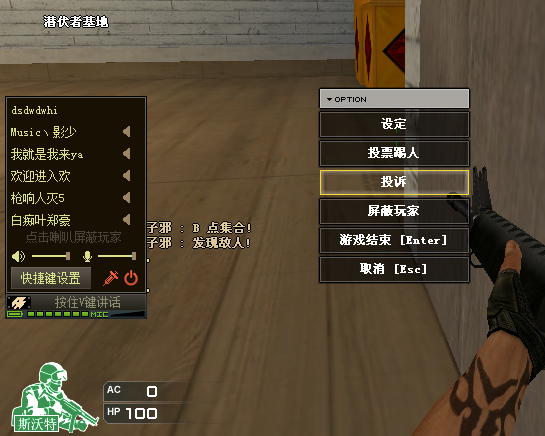 潜伏者基地
dsdwdwhi
Music丶影少
我就是我来ya
欢迎进入欢
枪响人灭5
白痴叶郑豪
点击喇叭屏蔽玩家
快捷键设置
按住V键讲话
MIC
子邪 : B 点集合!
子邪 : 发现敌人!
OPTION
设定
投票踢人
投诉
屏蔽玩家
游戏结束 [Enter]
取消 [Esc]
斯沃特
AC 0
HP 100